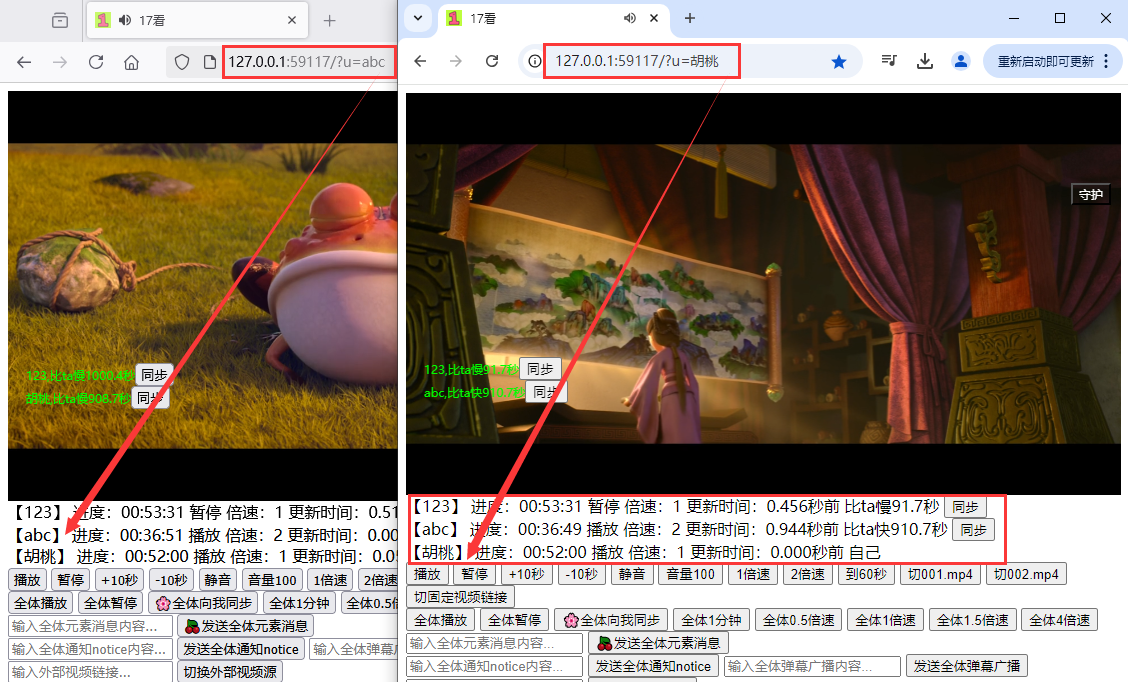 17看
127.0.0.1:59117/?u=abc
123,比ta慢1000.4秒 同步
胡桃,比ta慢908.7秒 同步
【123】 进度：00:53:31 暂停 倍速：1 更新时间：0.51
【abc】 进度：00:36:51 播放 倍速：2 更新时间：0.00
【胡桃】 进度：00:52:00 播放 倍速：1 更新时间：0.05
播放 暂停 +10秒 -10秒 静音 音量100 1倍速 2倍速
全体播放 全体暂停 🌸全体向我同步 全体1分钟 全体0.5倍
输入全体元素消息内容... 🍒发送全体元素消息
输入全体通知notice内容... 发送全体通知notice 输入全体弹幕广
输入外部视频链接... 切换外部视频源
17看
127.0.0.1:59117/?u=胡桃
重新启动即可更新
守护
123,比ta慢91.7秒 同步
abc,比ta快910.7秒 同步
【123】 进度：00:53:31 暂停 倍速：1 更新时间：0.456秒前 比ta慢91.7秒 同步
【abc】 进度：00:36:49 播放 倍速：2 更新时间：0.944秒前 比ta快910.7秒 同步
【胡桃】 进度：00:52:00 播放 倍速：1 更新时间：0.000秒前 自己
播放 暂停 +10秒 -10秒 静音 音量100 1倍速 2倍速 到60秒 切001.mp4 切002.mp4
切固定视频链接
全体播放 全体暂停 🌸全体向我同步 全体1分钟 全体0.5倍速 全体1倍速 全体1.5倍速 全体4倍速
输入全体元素消息内容... 🍒发送全体元素消息
输入全体通知notice内容... 发送全体通知notice 输入全体弹幕广播内容... 发送全体弹幕广播